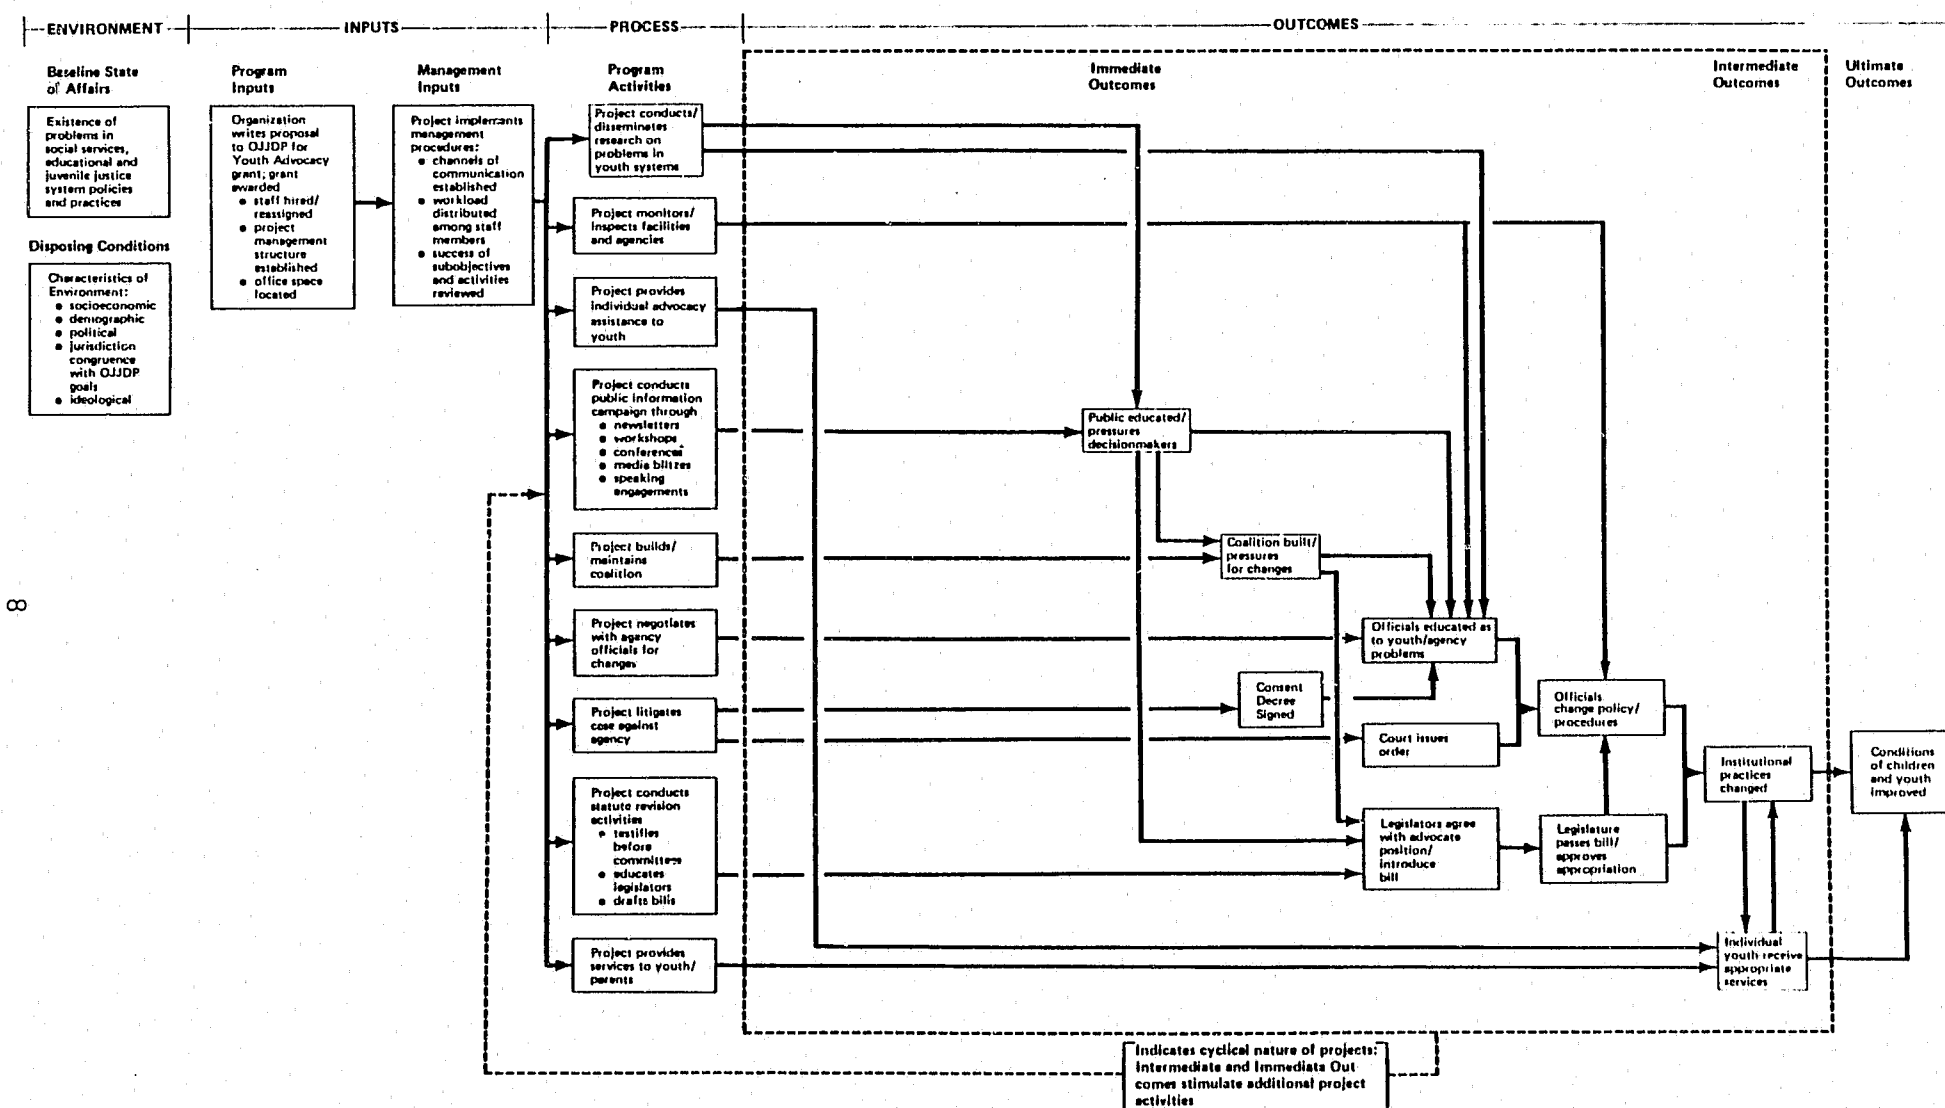 ENVIRONMENT
INPUTS
PROCESS
OUTCOMES
Baseline State
of Affairs
Existence of
problems in
social services,
educational and
juvenile justice
system policies
and practices
Disposing Conditions
Characteristics of
Environment:
• socioeconomic
• demographic
• political
• jurisdiction
congruence
with OJJDP
goals
• ideological
Program
Inputs
Organization
writes proposal
to OJJDP for
Youth Advocacy
grant; grant
awarded
• staff hired/
reassigned
• project
management
structure
established
• office space
located
Management
Inputs
Project implements
management
procedures:
• channels of
communication
established
• workload
distributed
among staff
members
• success of
subobjectives
and activities
reviewed
Program
Activities
Project conducts/
disseminates
research on
problems in
youth systems
Project monitors/
inspects facilities
and agencies
Project provides
individual advocacy
assistance to
youth
Project conducts
public information
campaign through
• newsletters
• workshops
• conferences
• media blitzes
• speaking
engagements
Project builds/
maintains
coalition
Project negotiates
with agency
officials for
changes
Project litigates
case against
agency
Project conducts
statute revision
activities
• testifies
before
committees
• educates
legislators
• drafts bills
Project provides
services to youth/
parents
Immediate
Outcomes
Public educated/
pressures
decisionmakers
Coalition built/
pressures
for changes
Officials educated as
to youth/agency
problems
Consent
Decree
Signed
Court issues
order
Legislators agree
with advocate
position/
introduce
bill
Officials
change policy/
procedures
Legislature
passes bill/
approves
appropriation
Intermediate
Outcomes
Institutional
practices
changed
Individual
youth receive
appropriate
services
Ultimate
Outcomes
Conditions
of children
and youth
improved
Indicates cyclical nature of projects:
Intermediate and Immediate Out
comes stimulate additional project
activities
8